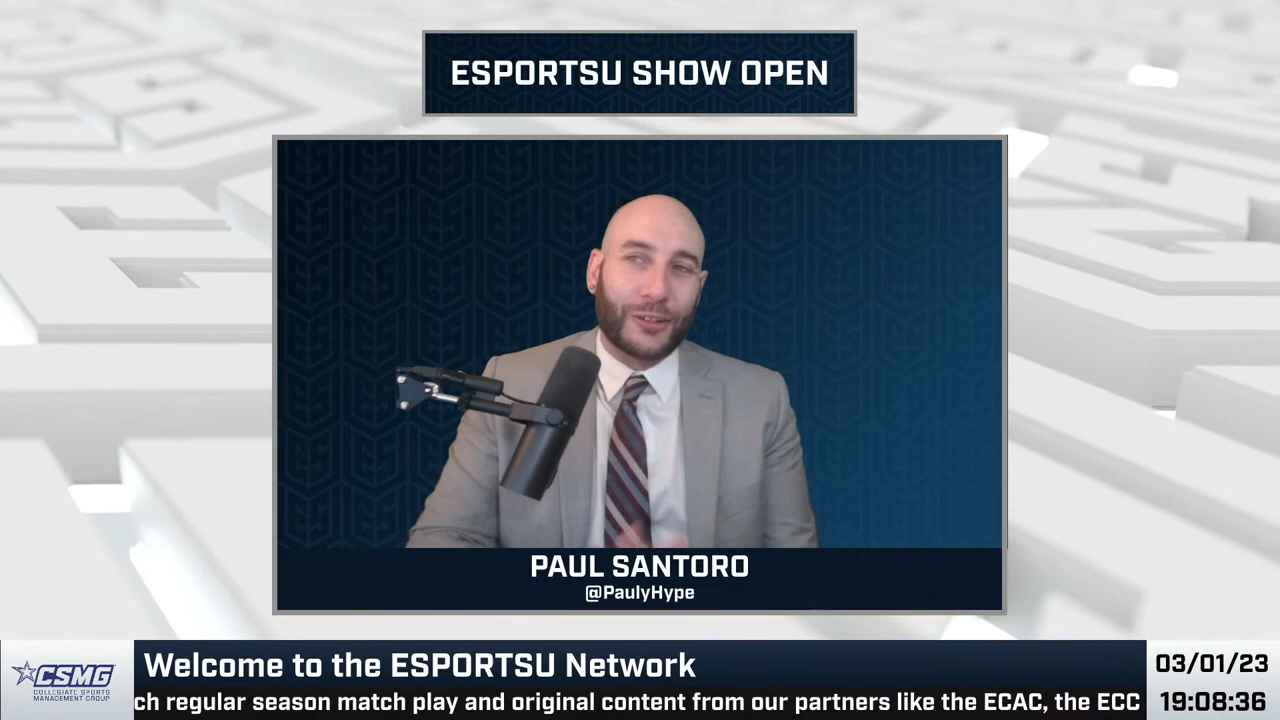 ESPORTSU SHOW OPEN
PAUL SANTORO
@PaulyHype
CSMG
COLLEGIATE SPORTS
MANAGEMENT GROUP
Welcome to the ESPORTSU Network
ch regular season match play and original content from our partners like the ECAC, the ECC
03/01/23
19:08:36